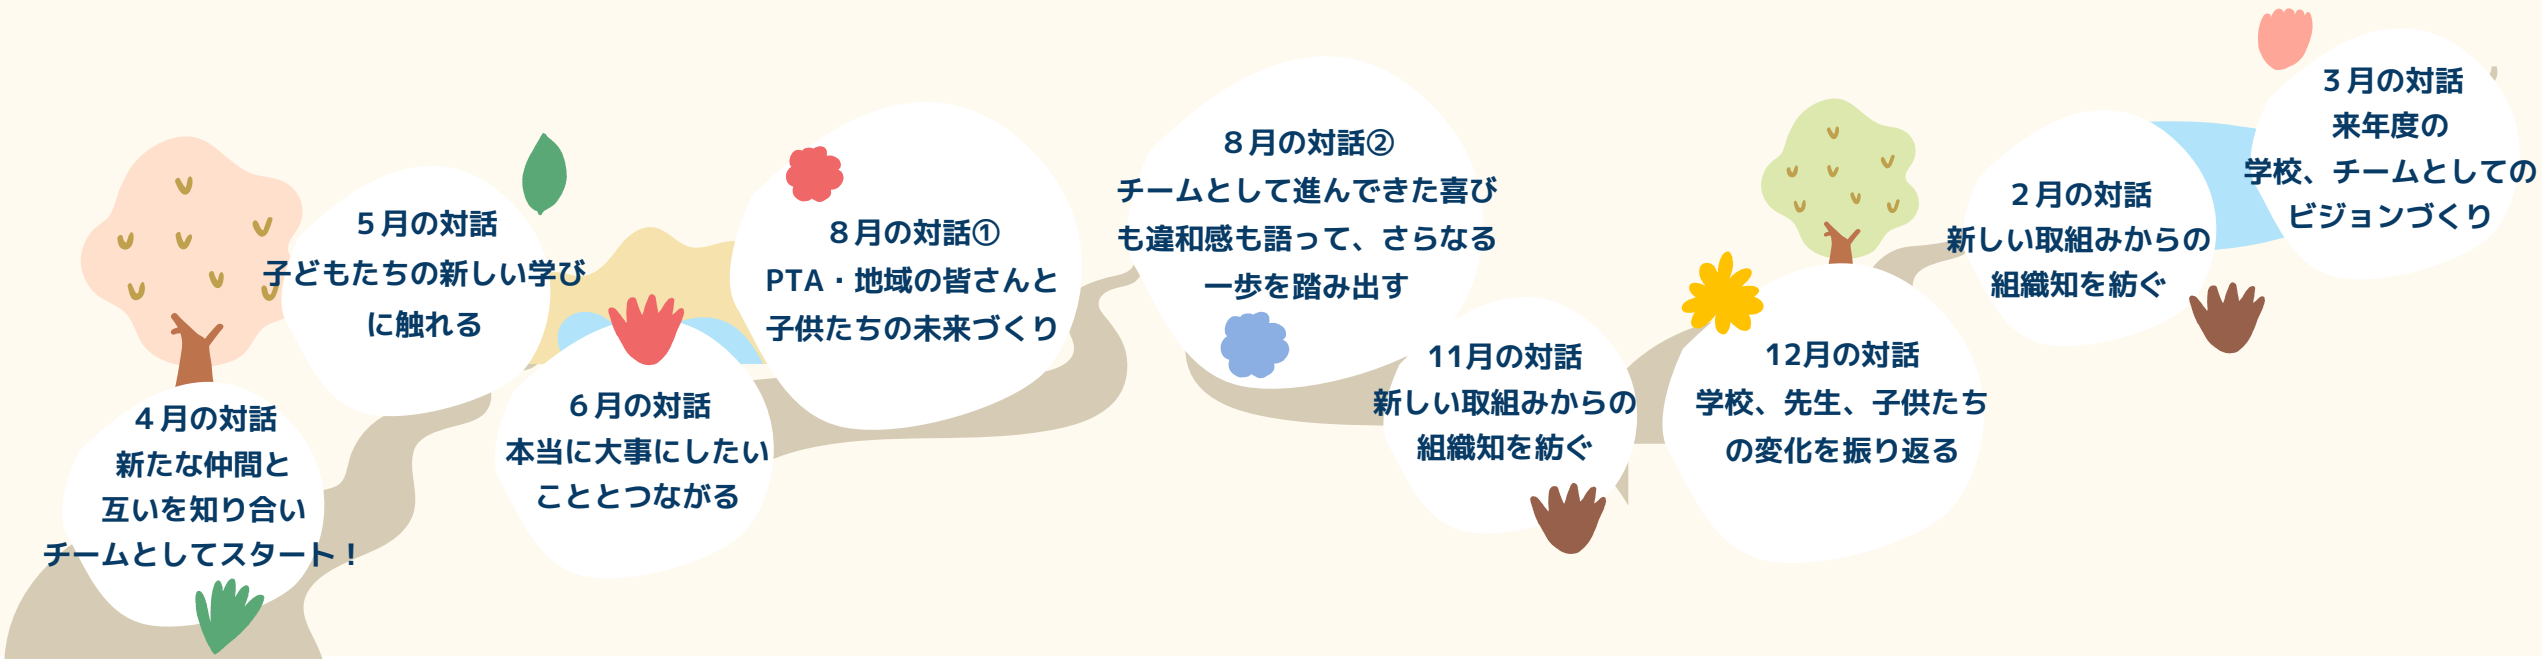 ４月の対話
新たな仲間と
互いを知り合い
チームとしてスタート！
５月の対話
子どもたちの新しい学び
に触れる
６月の対話
本当に大事にしたい
こととつながる
８月の対話①
PTA・地域の皆さんと
子供たちの未来づくり
８月の対話②
チームとして進んできた喜び
も違和感も語って、さらなる
一歩を踏み出す
11月の対話
新しい取組みからの
組織知を紡ぐ
12月の対話
学校、先生、子供たち
の変化を振り返る
２月の対話
新しい取組みからの
組織知を紡ぐ
３月の対話
来年度の
学校、チームとしての
ビジョンづくり